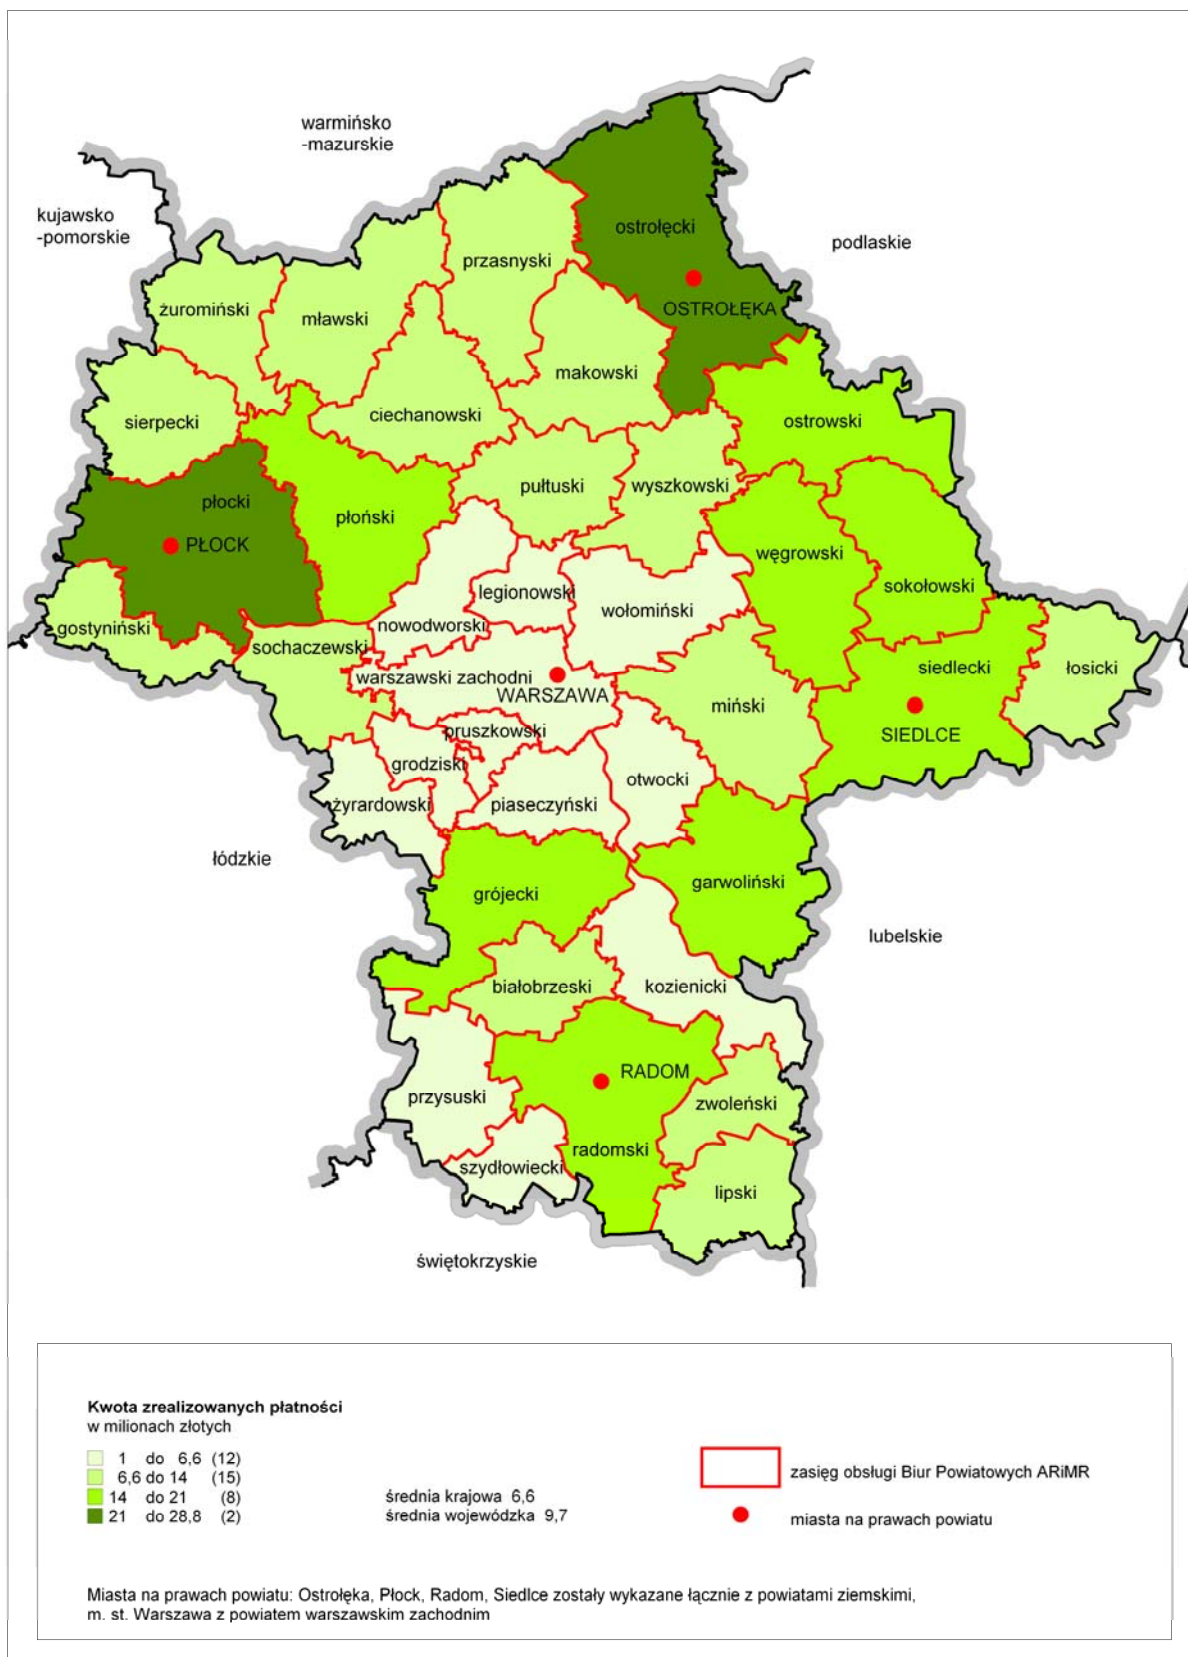 warmińsko
-mazurskie
kujawsko
-pomorskie
podlaskie
ostrołęcki
OSTROŁĘKA
przasnyski
żuromiński
mławski
makowski
ciechanowski
sierpecki
ostrowski
pułtuski
wyszkowski
płocki
PŁOCK
płoński
węgrowski
sokołowski
legionowski
wołomiński
nowodworski
gostyniński
sochaczewski
siedlecki
łosicki
warszawski zachodni
WARSZAWA
miński
SIEDLCE
pruszkowski
grodziski
otwocki
żyrardowski
piaseczyński
łódzkie
grójecki
garwoliński
lubelskie
białobrzeski
kozienicki
RADOM
przysuski
zwoleński
radomski
szydłowiecki
lipski
świętokrzyskie
Kwota zrealizowanych płatności
w milionach złotych
1 do 6,6 (12)
6,6 do 14 (15)
14 do 21 (8)
21 do 28,8 (2)
średnia krajowa 6,6
średnia wojewódzka 9,7
zasięg obsługi Biur Powiatowych ARiMR
miasta na prawach powiatu
Miasta na prawach powiatu: Ostrołęka, Płock, Radom, Siedlce zostały wykazane łącznie z powiatami ziemskimi,
m. st. Warszawa z powiatem warszawskim zachodnim